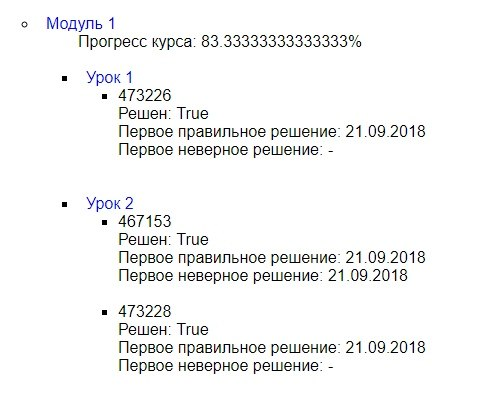 Модуль 1
Прогресс курса: 83.33333333333333%
Урок 1
473226
Решен: True
Первое правильное решение: 21.09.2018
Первое неверное решение: -
Урок 2
467153
Решен: True
Первое правильное решение: 21.09.2018
Первое неверное решение: 21.09.2018
473228
Решен: True
Первое правильное решение: 21.09.2018
Первое неверное решение: -